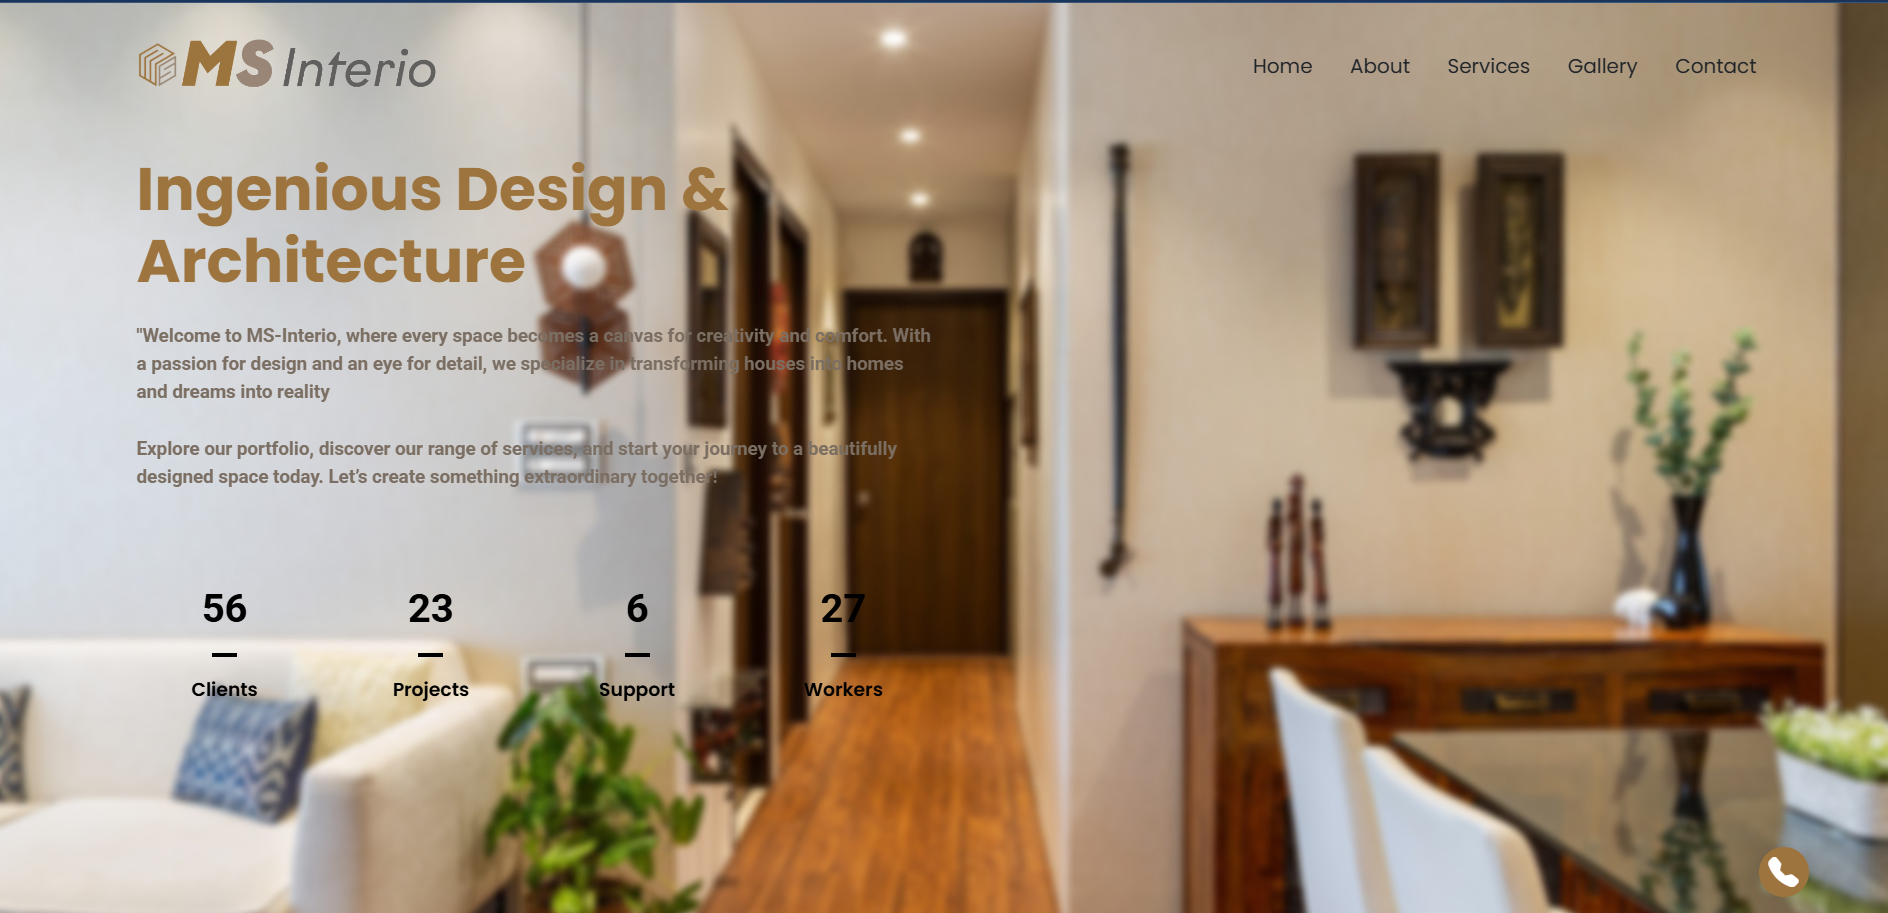 MS Interio
Home About Services Gallery Contact
Ingenious Design &
Architecture
"Welcome to MS-Interio, where every space becomes a canvas for creativity and comfort. With
a passion for design and an eye for detail, we specialize in transforming houses into homes
and dreams into reality
Explore our portfolio, discover our range of services, and start your journey to a beautifully
designed space today. Let’s create something extraordinary together!
56 23 6 27
Clients Projects Support Workers